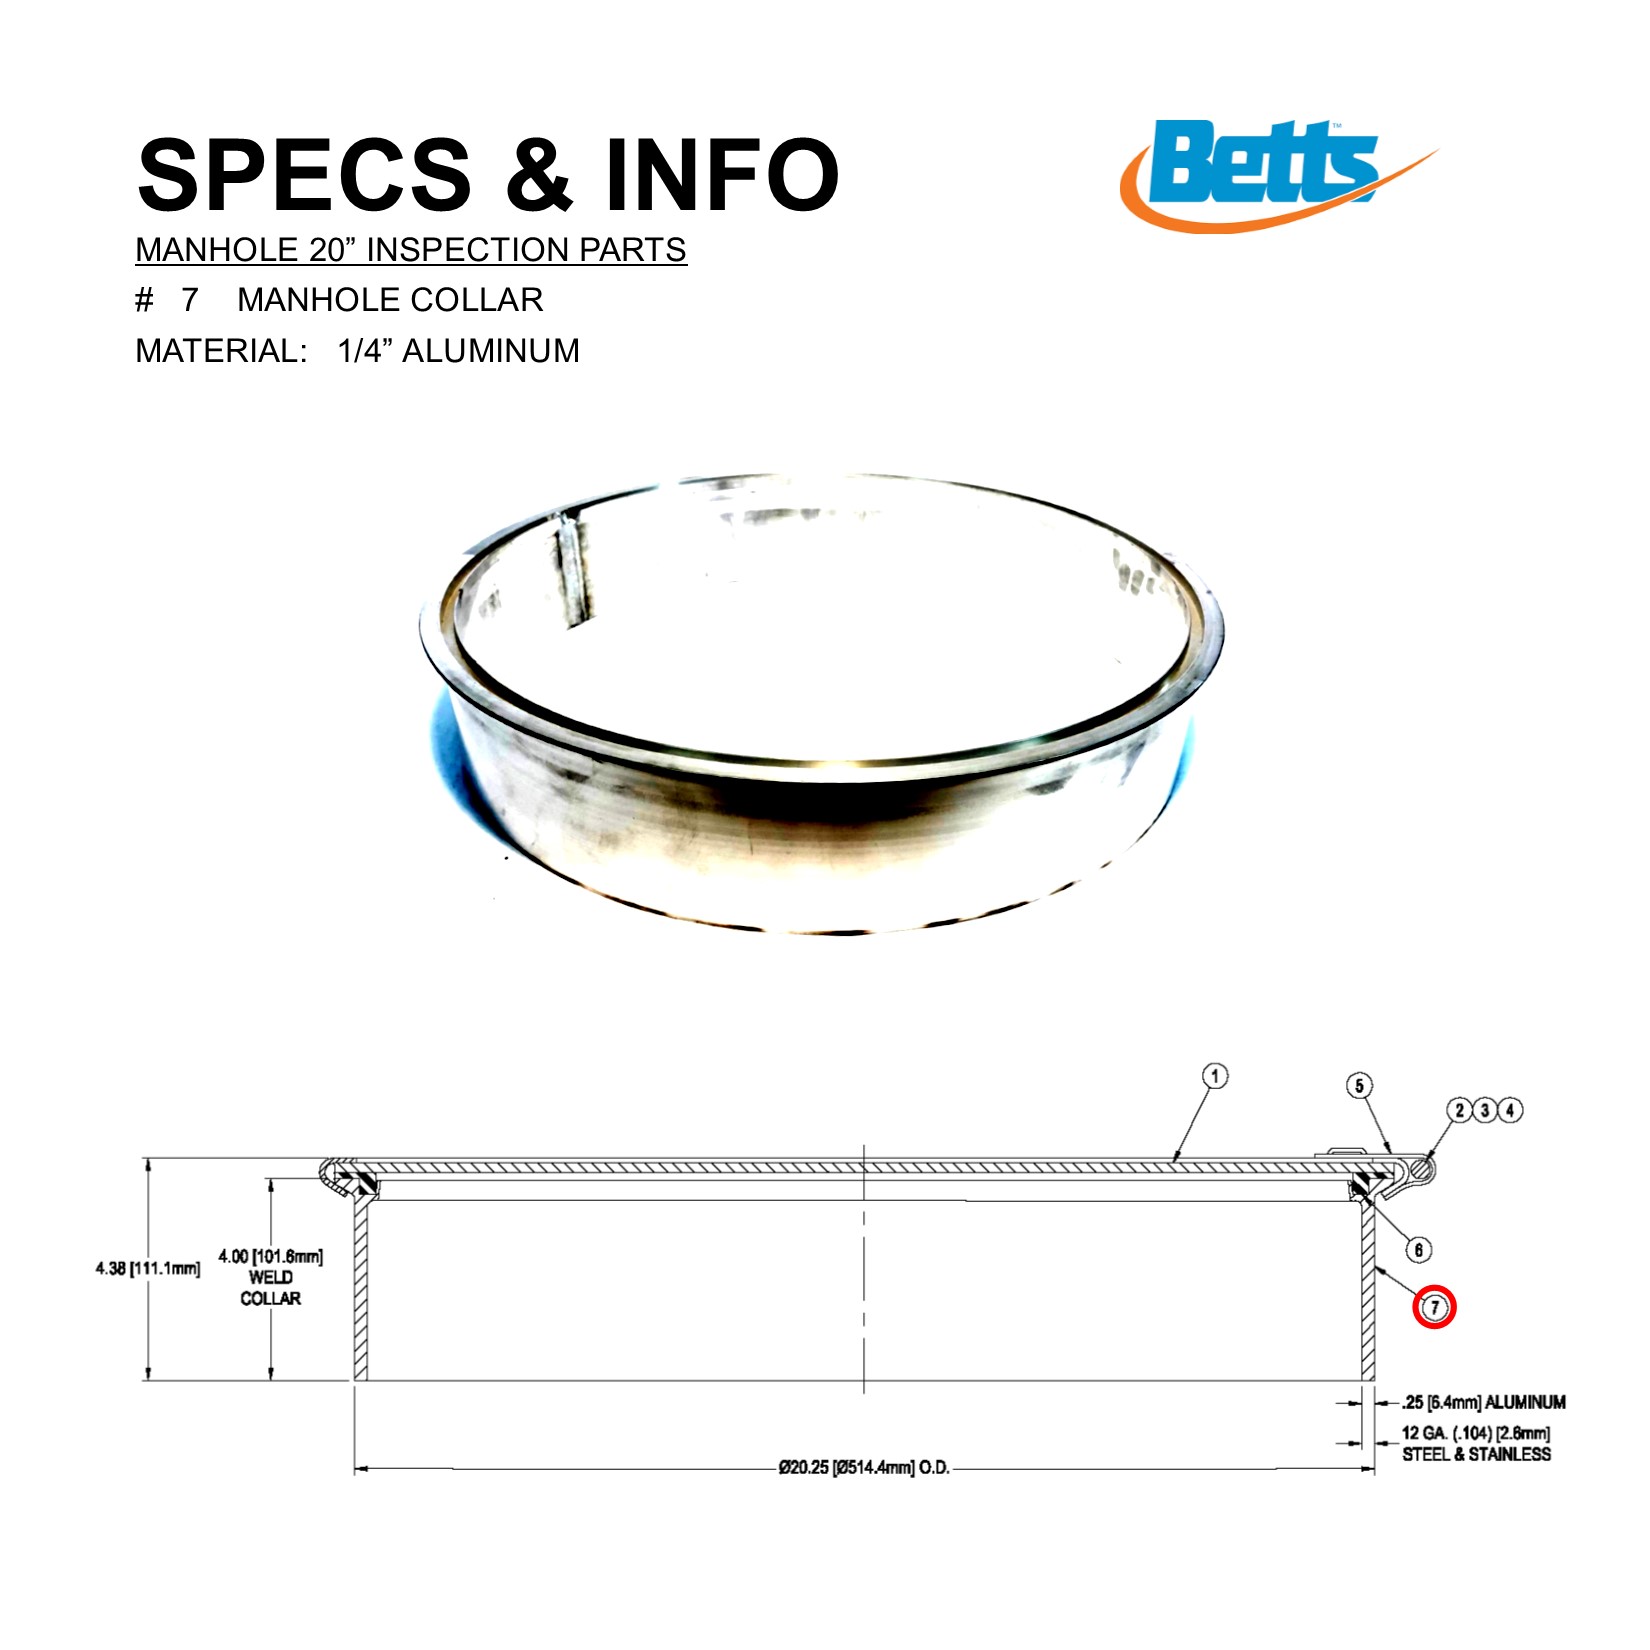 SPECS & INFO
Betts™
MANHOLE 20” INSPECTION PARTS
# 7 MANHOLE COLLAR
MATERIAL: 1/4” ALUMINUM
1
5
2 3 4
6
7
4.38 [111.1mm]
4.00 [101.6mm]
WELD
COLLAR
.25 [6.4mm] ALUMINUM
12 GA. (.104) [2.6mm]
STEEL & STAINLESS
Ø20.25 [Ø514.4mm] O.D.